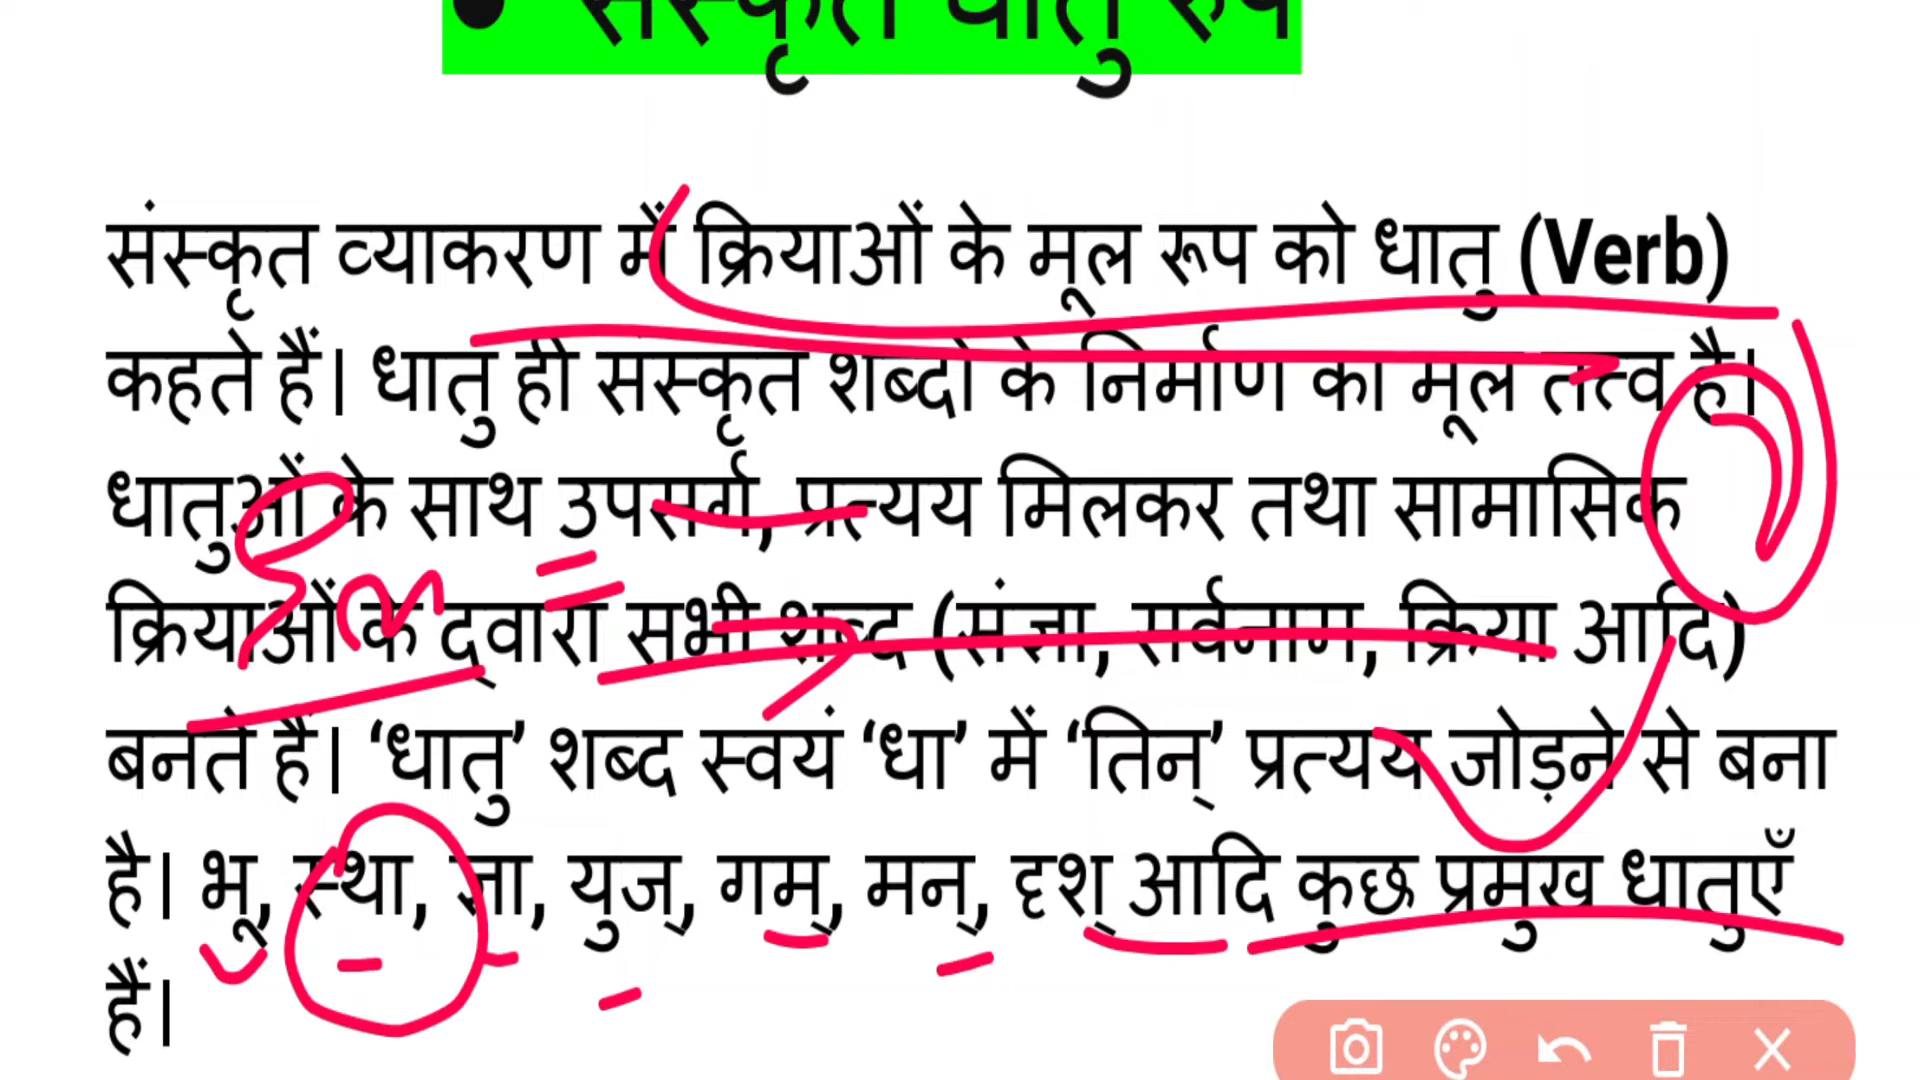 • संस्कृत धातु रुप
संस्कृत व्याकरण में क्रियाओं के मूल रूप को धातु (Verb)
कहते हैं। धातु ही संस्कृत शब्दों के निर्माण का मूल तत्व है।
धातुओं के साथ उपसर्ग, प्रत्यय मिलकर तथा सामासिक
क्रियाओं के द्वारा सभी शब्द (संज्ञा, सर्वनाम, क्रिया आदि)
बनते हैं। ‘धातु’ शब्द स्वयं ‘धा’ में ‘तिन्’ प्रत्यय जोड़ने से बना
है। भू, स्था, ज्ञा, युज्, गम्, मन्, दृश् आदि कुछ प्रमुख धातुएँ
हैं।